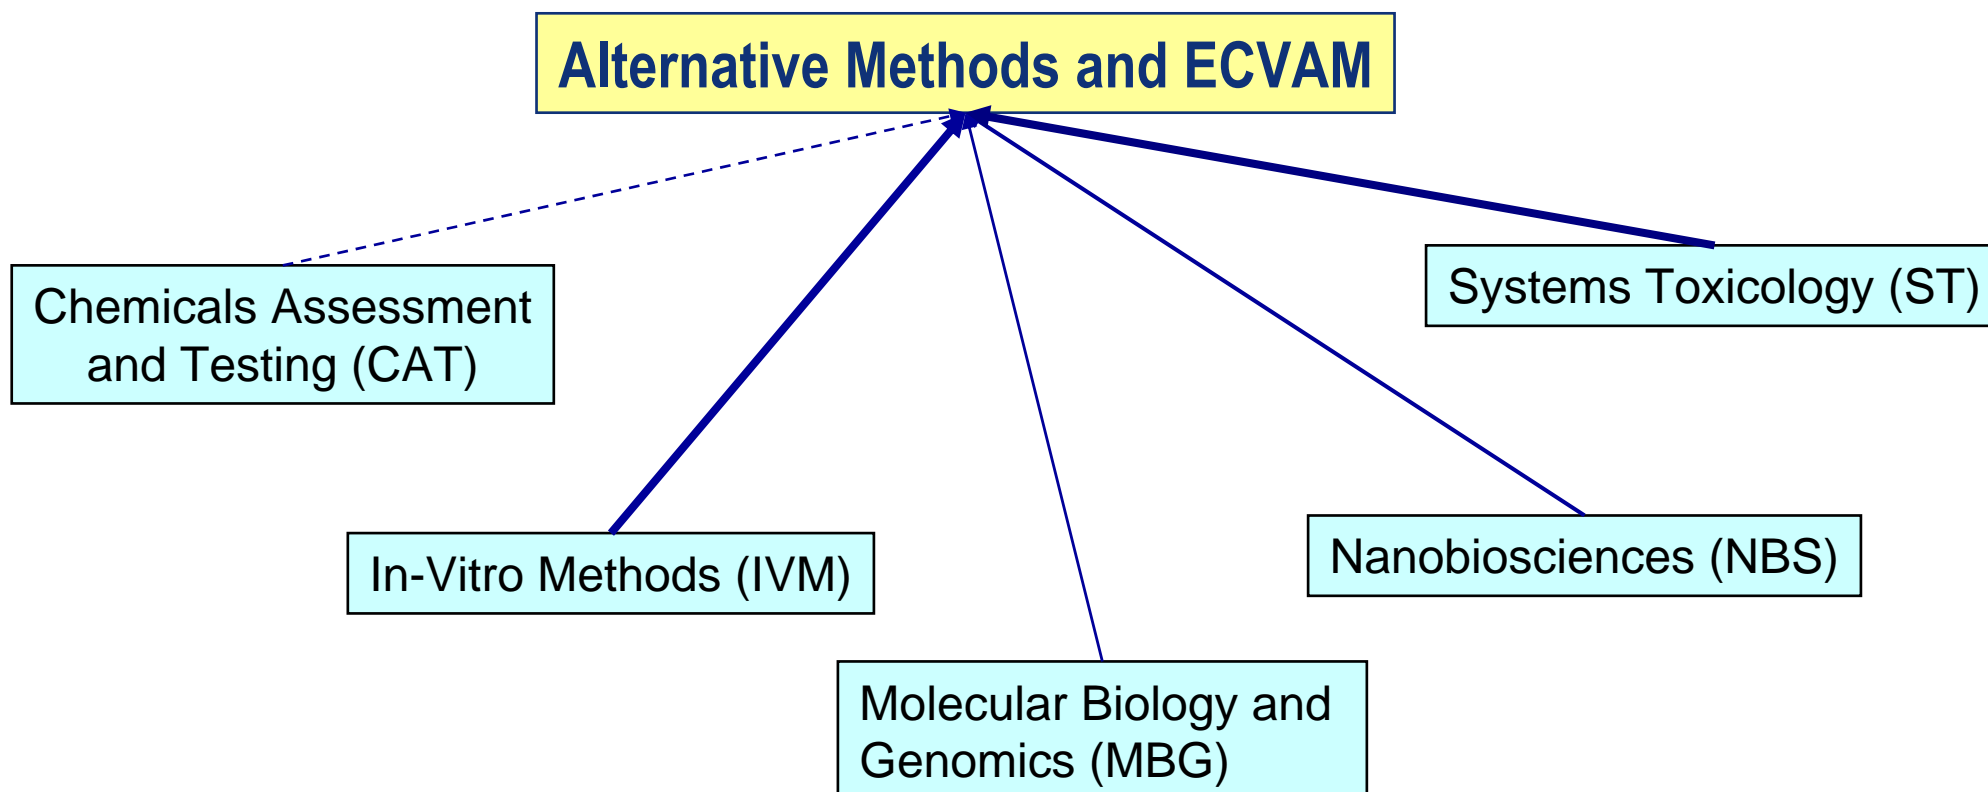 Alternative Methods and ECVAM
Chemicals Assessment
and Testing (CAT)
Systems Toxicology (ST)
In-Vitro Methods (IVM)
Nanobiosciences (NBS)
Molecular Biology and
Genomics (MBG)